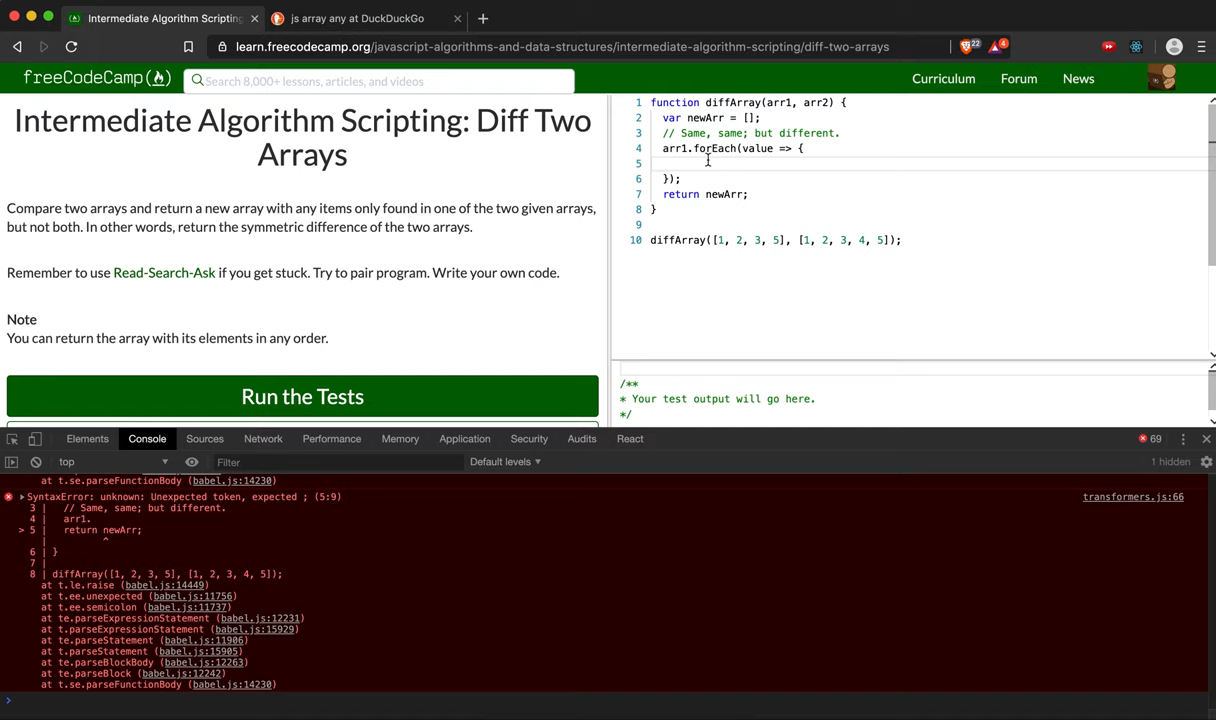 Intermediate Algorithm Scripting:
js array any at DuckDuckGo
learn.freecodecamp.org/javascript-algorithms-and-data-structures/intermediate-algorithm-scripting/diff-two-arrays
22
4
freeCodeCamp
Search 8,000+ lessons, articles, and videos
Curriculum
Forum
News
Intermediate Algorithm Scripting: Diff Two
Arrays
Compare two arrays and return a new array with any items only found in one of the two given arrays,
but not both. In other words, return the symmetric difference of the two arrays.
Remember to use Read-Search-Ask if you get stuck. Try to pair program. Write your own code.
Note
You can return the array with its elements in any order.
Run the Tests
1 function diffArray(arr1, arr2) {
2 var newArr = [];
3 // Same, same; but different.
4 arr1.forEach(value => {
5
6 });
7 return newArr;
8 }
9
10 diffArray([1, 2, 3, 5], [1, 2, 3, 4, 5]);
/**
* Your test output will go here.
*/
Elements Console Sources Network Performance Memory Application Security Audits React 69
top Filter Default levels 1 hidden
at t.se.parseFunctionBody (babel.js:14230)
SyntaxError: unknown: Unexpected token, expected ; (5:9) transformers.js:66
3 | // Same, same; but different.
4 | arr1.
> 5 | return newArr;
| ^
6 | }
7 |
8 | diffArray([1, 2, 3, 5], [1, 2, 3, 4, 5]);
at t.le.raise (babel.js:14449)
at t.ee.unexpected (babel.js:11756)
at t.ee.semicolon (babel.js:11737)
at te.parseExpressionStatement (babel.js:12231)
at t.parseExpressionStatement (babel.js:15929)
at te.parseStatement (babel.js:11906)
at t.parseStatement (babel.js:15905)
at te.parseBlockBody (babel.js:12263)
at te.parseBlock (babel.js:12242)
at t.se.parseFunctionBody (babel.js:14230)